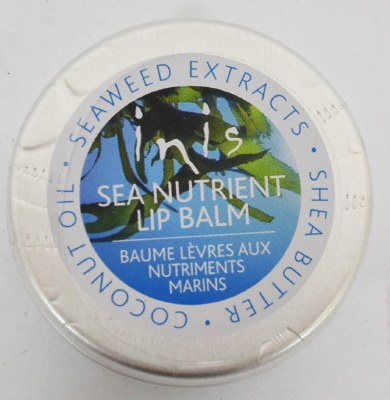 SEAWEED EXTRACTS • SHEA BUTTER • COCONUT OIL •
inis
SEA NUTRIENT
LIP BALM
BAUME LÈVRES AUX
NUTRIMENTS
MARINS